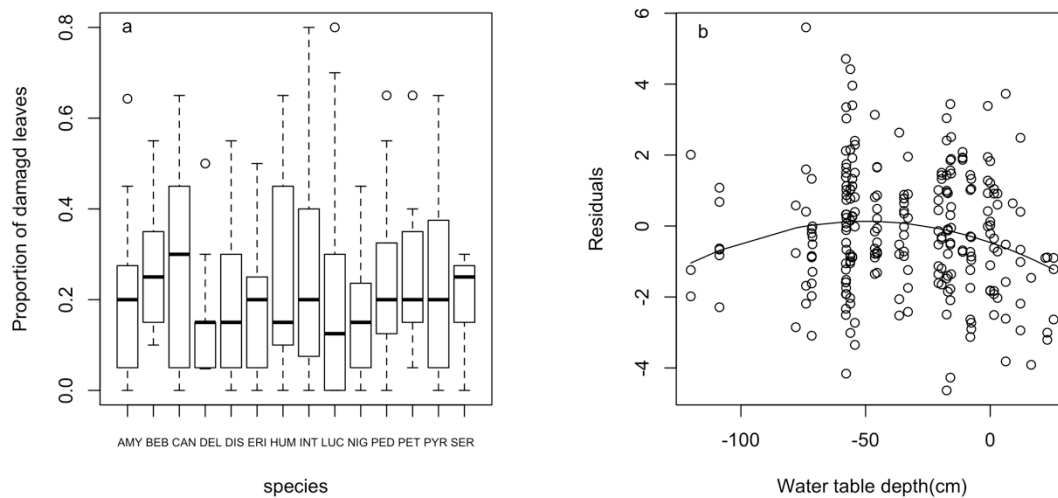 a
Proportion of damagd leaves
0.0
0.2
0.4
0.6
0.8
AMY BEB CAN DEL DIS ERI HUM INT LUC NIG PED PET PYR SER
species
b
Residuals
6
4
2
0
-2
-4
-100 -50 0
Water table depth(cm)